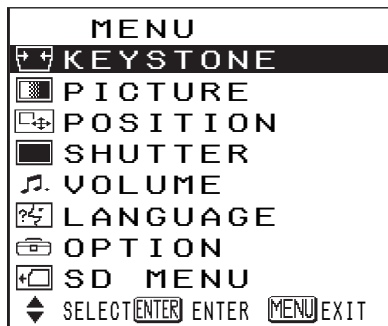 MENU
KEYSTONE
PICTURE
POSITION
SHUTTER
VOLUME
LANGUAGE
OPTION
SD MENU
SELECT ENTER ENTER MENU EXIT